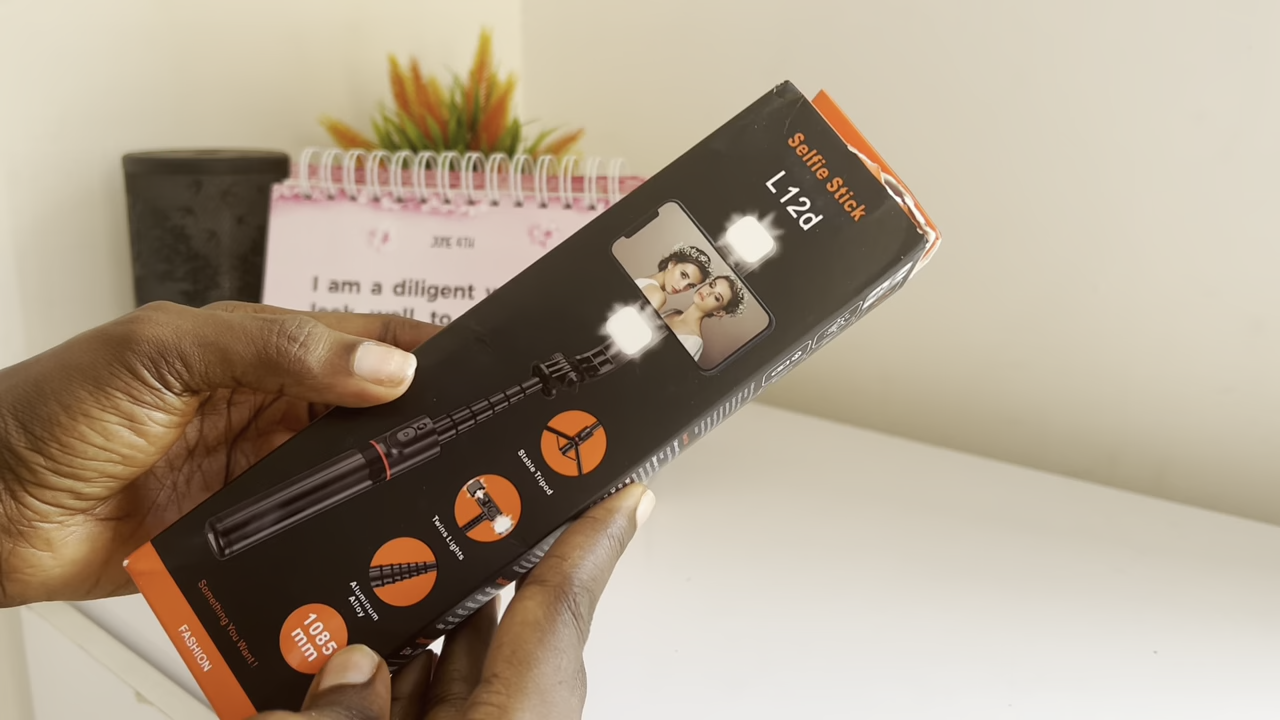 Selfie Stick
L12d
JUNE 4TH
I am a diligent
well to
Stable Tripod
Twins Lights
Aluminum
Alloy
1085
mm
Something You Want !
FASHION